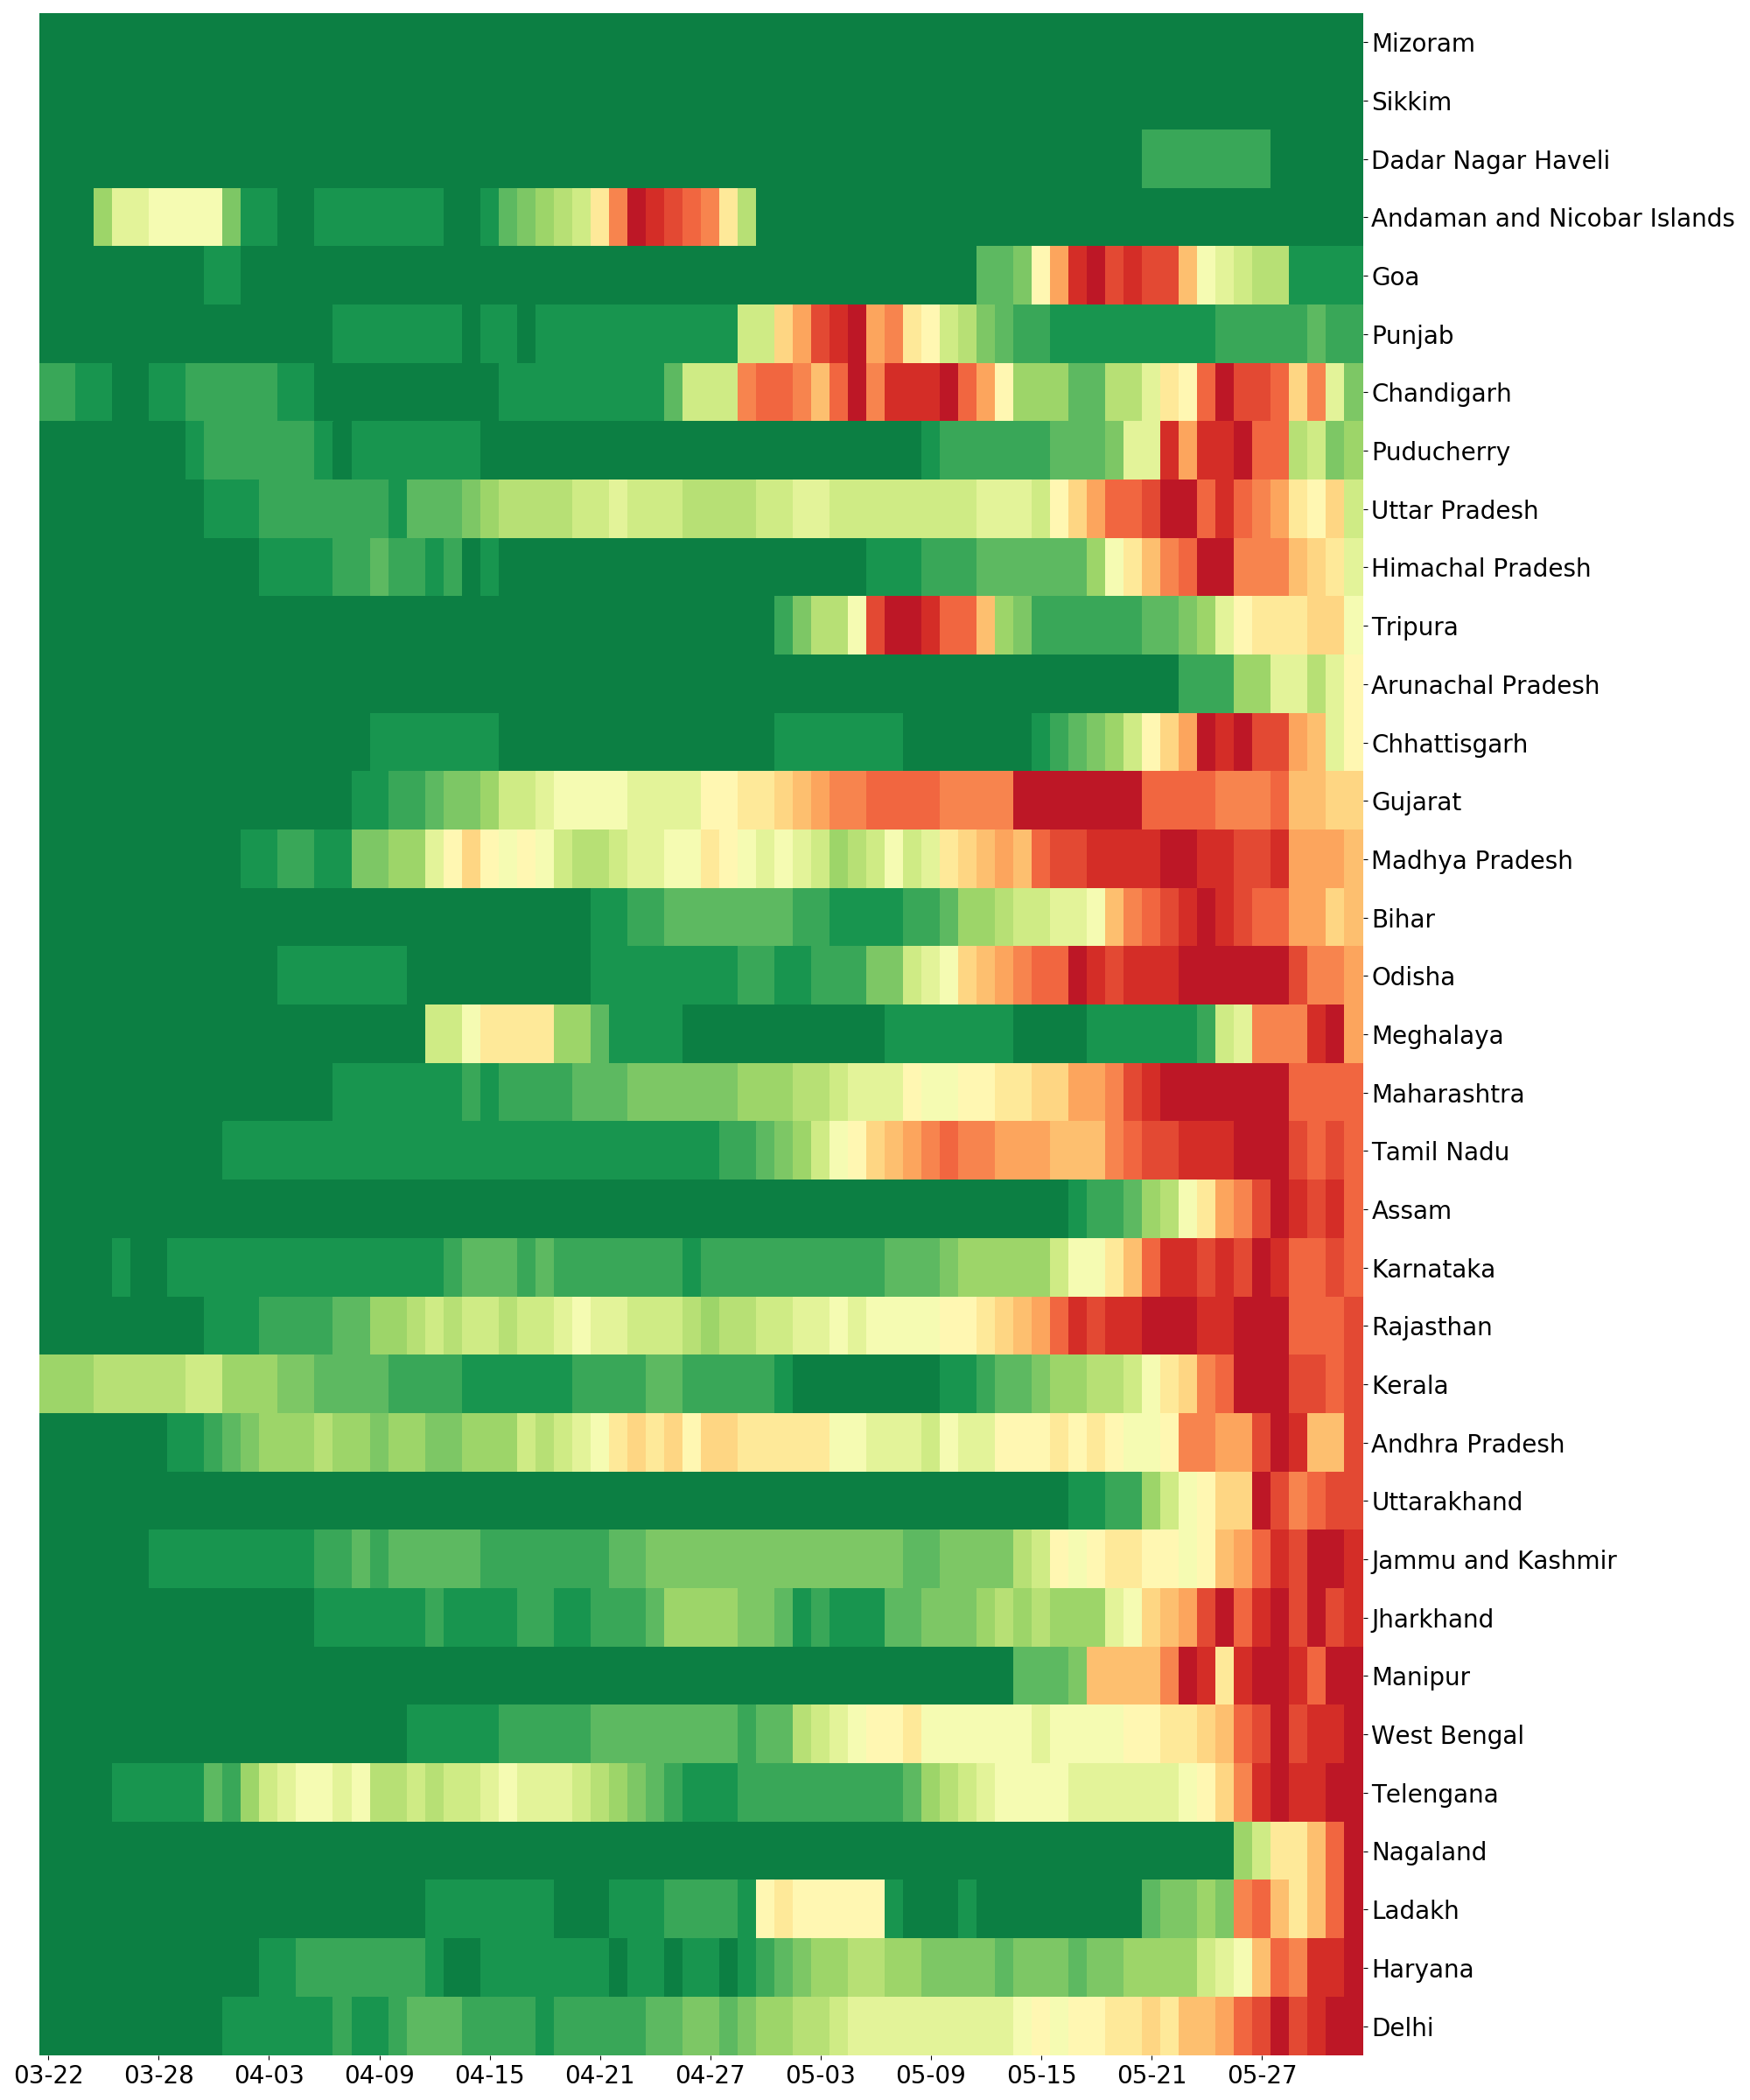 Mizoram
Sikkim
Dadar Nagar Haveli
Andaman and Nicobar Islands
Goa
Punjab
Chandigarh
Puducherry
Uttar Pradesh
Himachal Pradesh
Tripura
Arunachal Pradesh
Chhattisgarh
Gujarat
Madhya Pradesh
Bihar
Odisha
Meghalaya
Maharashtra
Tamil Nadu
Assam
Karnataka
Rajasthan
Kerala
Andhra Pradesh
Uttarakhand
Jammu and Kashmir
Jharkhand
Manipur
West Bengal
Telengana
Nagaland
Ladakh
Haryana
Delhi
03-22 03-28 04-03 04-09 04-15 04-21 04-27 05-03 05-09 05-15 05-21 05-27